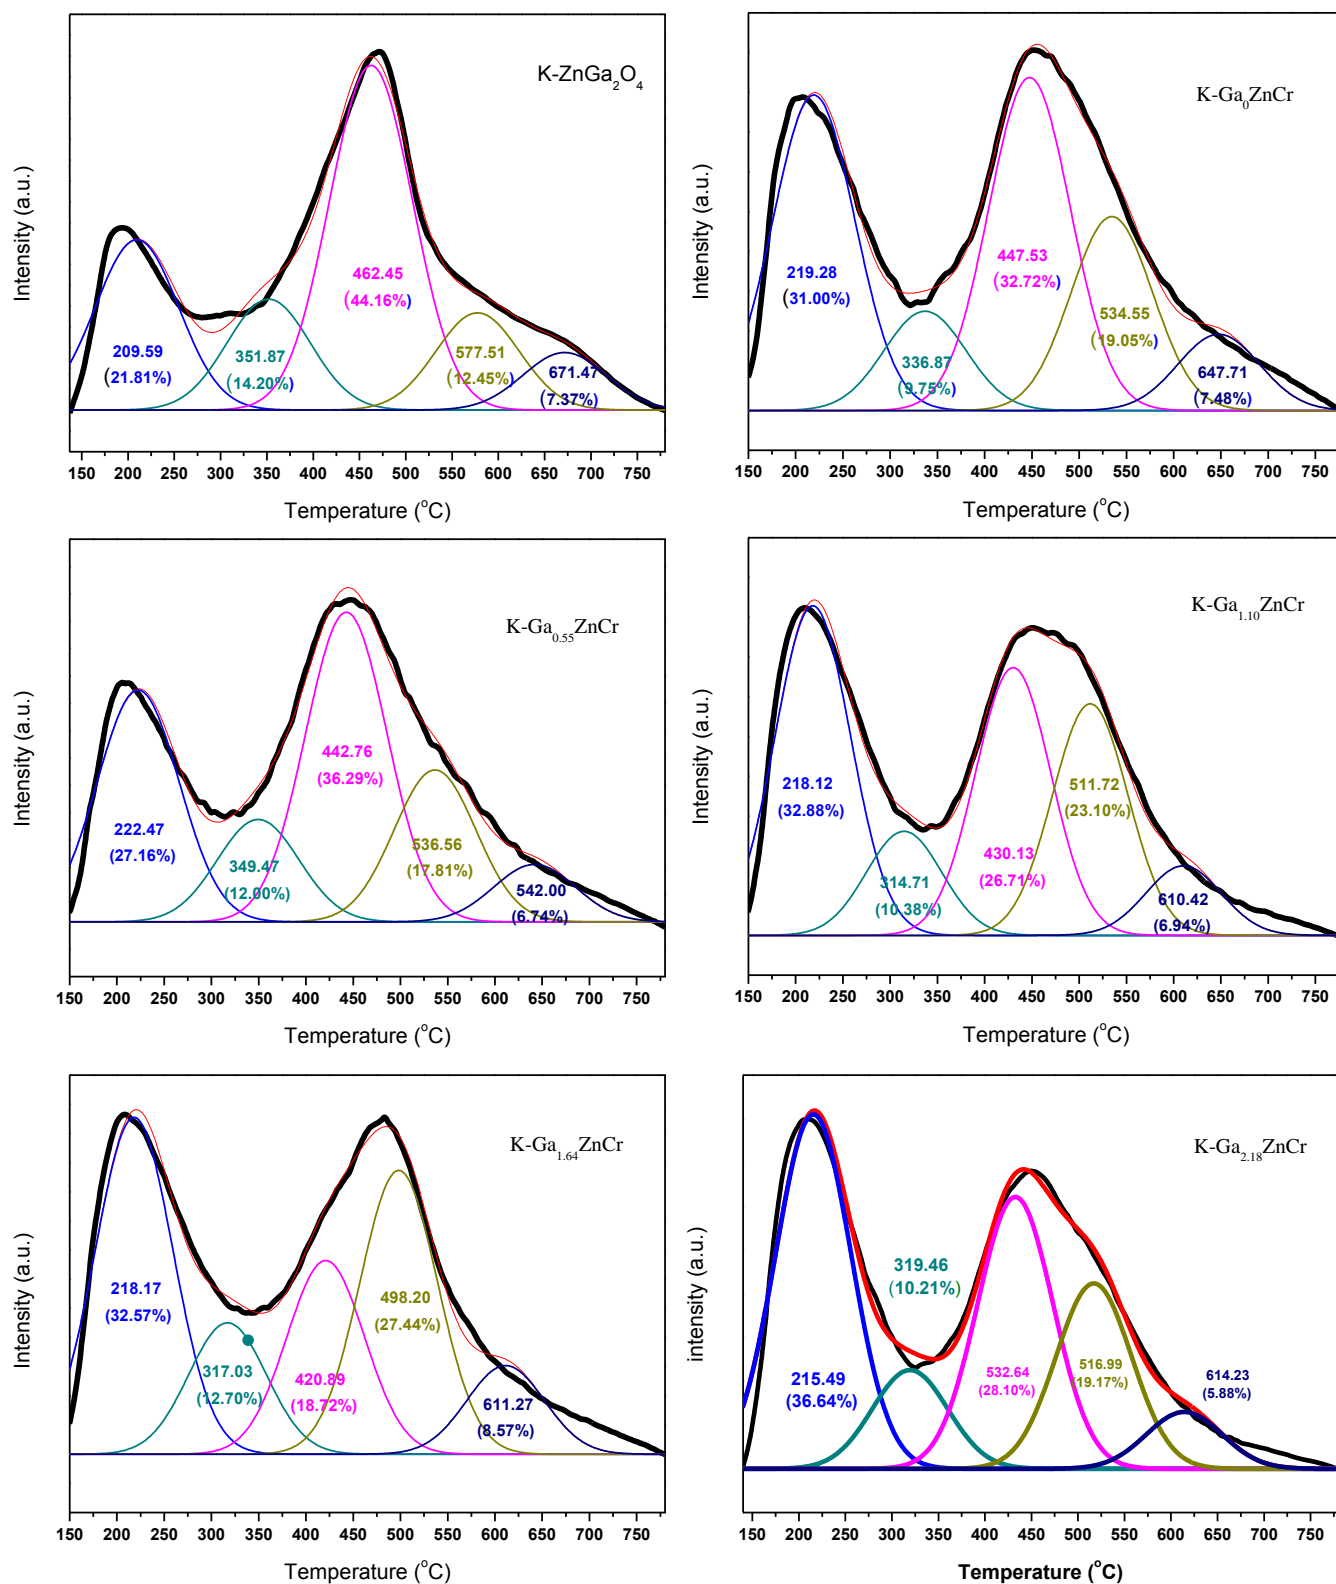 K-ZnGa₂O₄
Intensity (a.u.)
209.59
(21.81%)
351.87
(14.20%)
462.45
(44.16%)
577.51
(12.45%)
671.47
(7.37%)
150 200 250 300 350 400 450 500 550 600 650 700 750
Temperature (°C)
K-Ga₀ZnCr
Intensity (a.u.)
219.28
(31.00%)
336.87
(9.75%)
447.53
(32.72%)
534.55
(19.05%)
647.71
(7.48%)
150 200 250 300 350 400 450 500 550 600 650 700 750
Temperature (°C)
K-Ga₀.₅₅ZnCr
Intensity (a.u.)
222.47
(27.16%)
349.47
(12.00%)
442.76
(36.29%)
536.56
(17.81%)
542.00
(6.74%)
150 200 250 300 350 400 450 500 550 600 650 700 750
Temperature (°C)
K-Ga₁.₁₀ZnCr
Intensity (a.u.)
218.12
(32.88%)
314.71
(10.38%)
430.13
(26.71%)
511.72
(23.10%)
610.42
(6.94%)
150 200 250 300 350 400 450 500 550 600 650 700 750
Temperature (°C)
K-Ga₁.₆₄ZnCr
Intensity (a.u.)
218.17
(32.57%)
317.03
(12.70%)
420.89
(18.72%)
498.20
(27.44%)
611.27
(8.57%)
150 200 250 300 350 400 450 500 550 600 650 700 750
Temperature (°C)
K-Ga₂.₁₈ZnCr
intensity (a.u.)
215.49
(36.64%)
319.46
(10.21%)
532.64
(28.10%)
516.99
(19.17%)
614.23
(5.88%)
150 200 250 300 350 400 450 500 550 600 650 700 750
Temperature (°C)